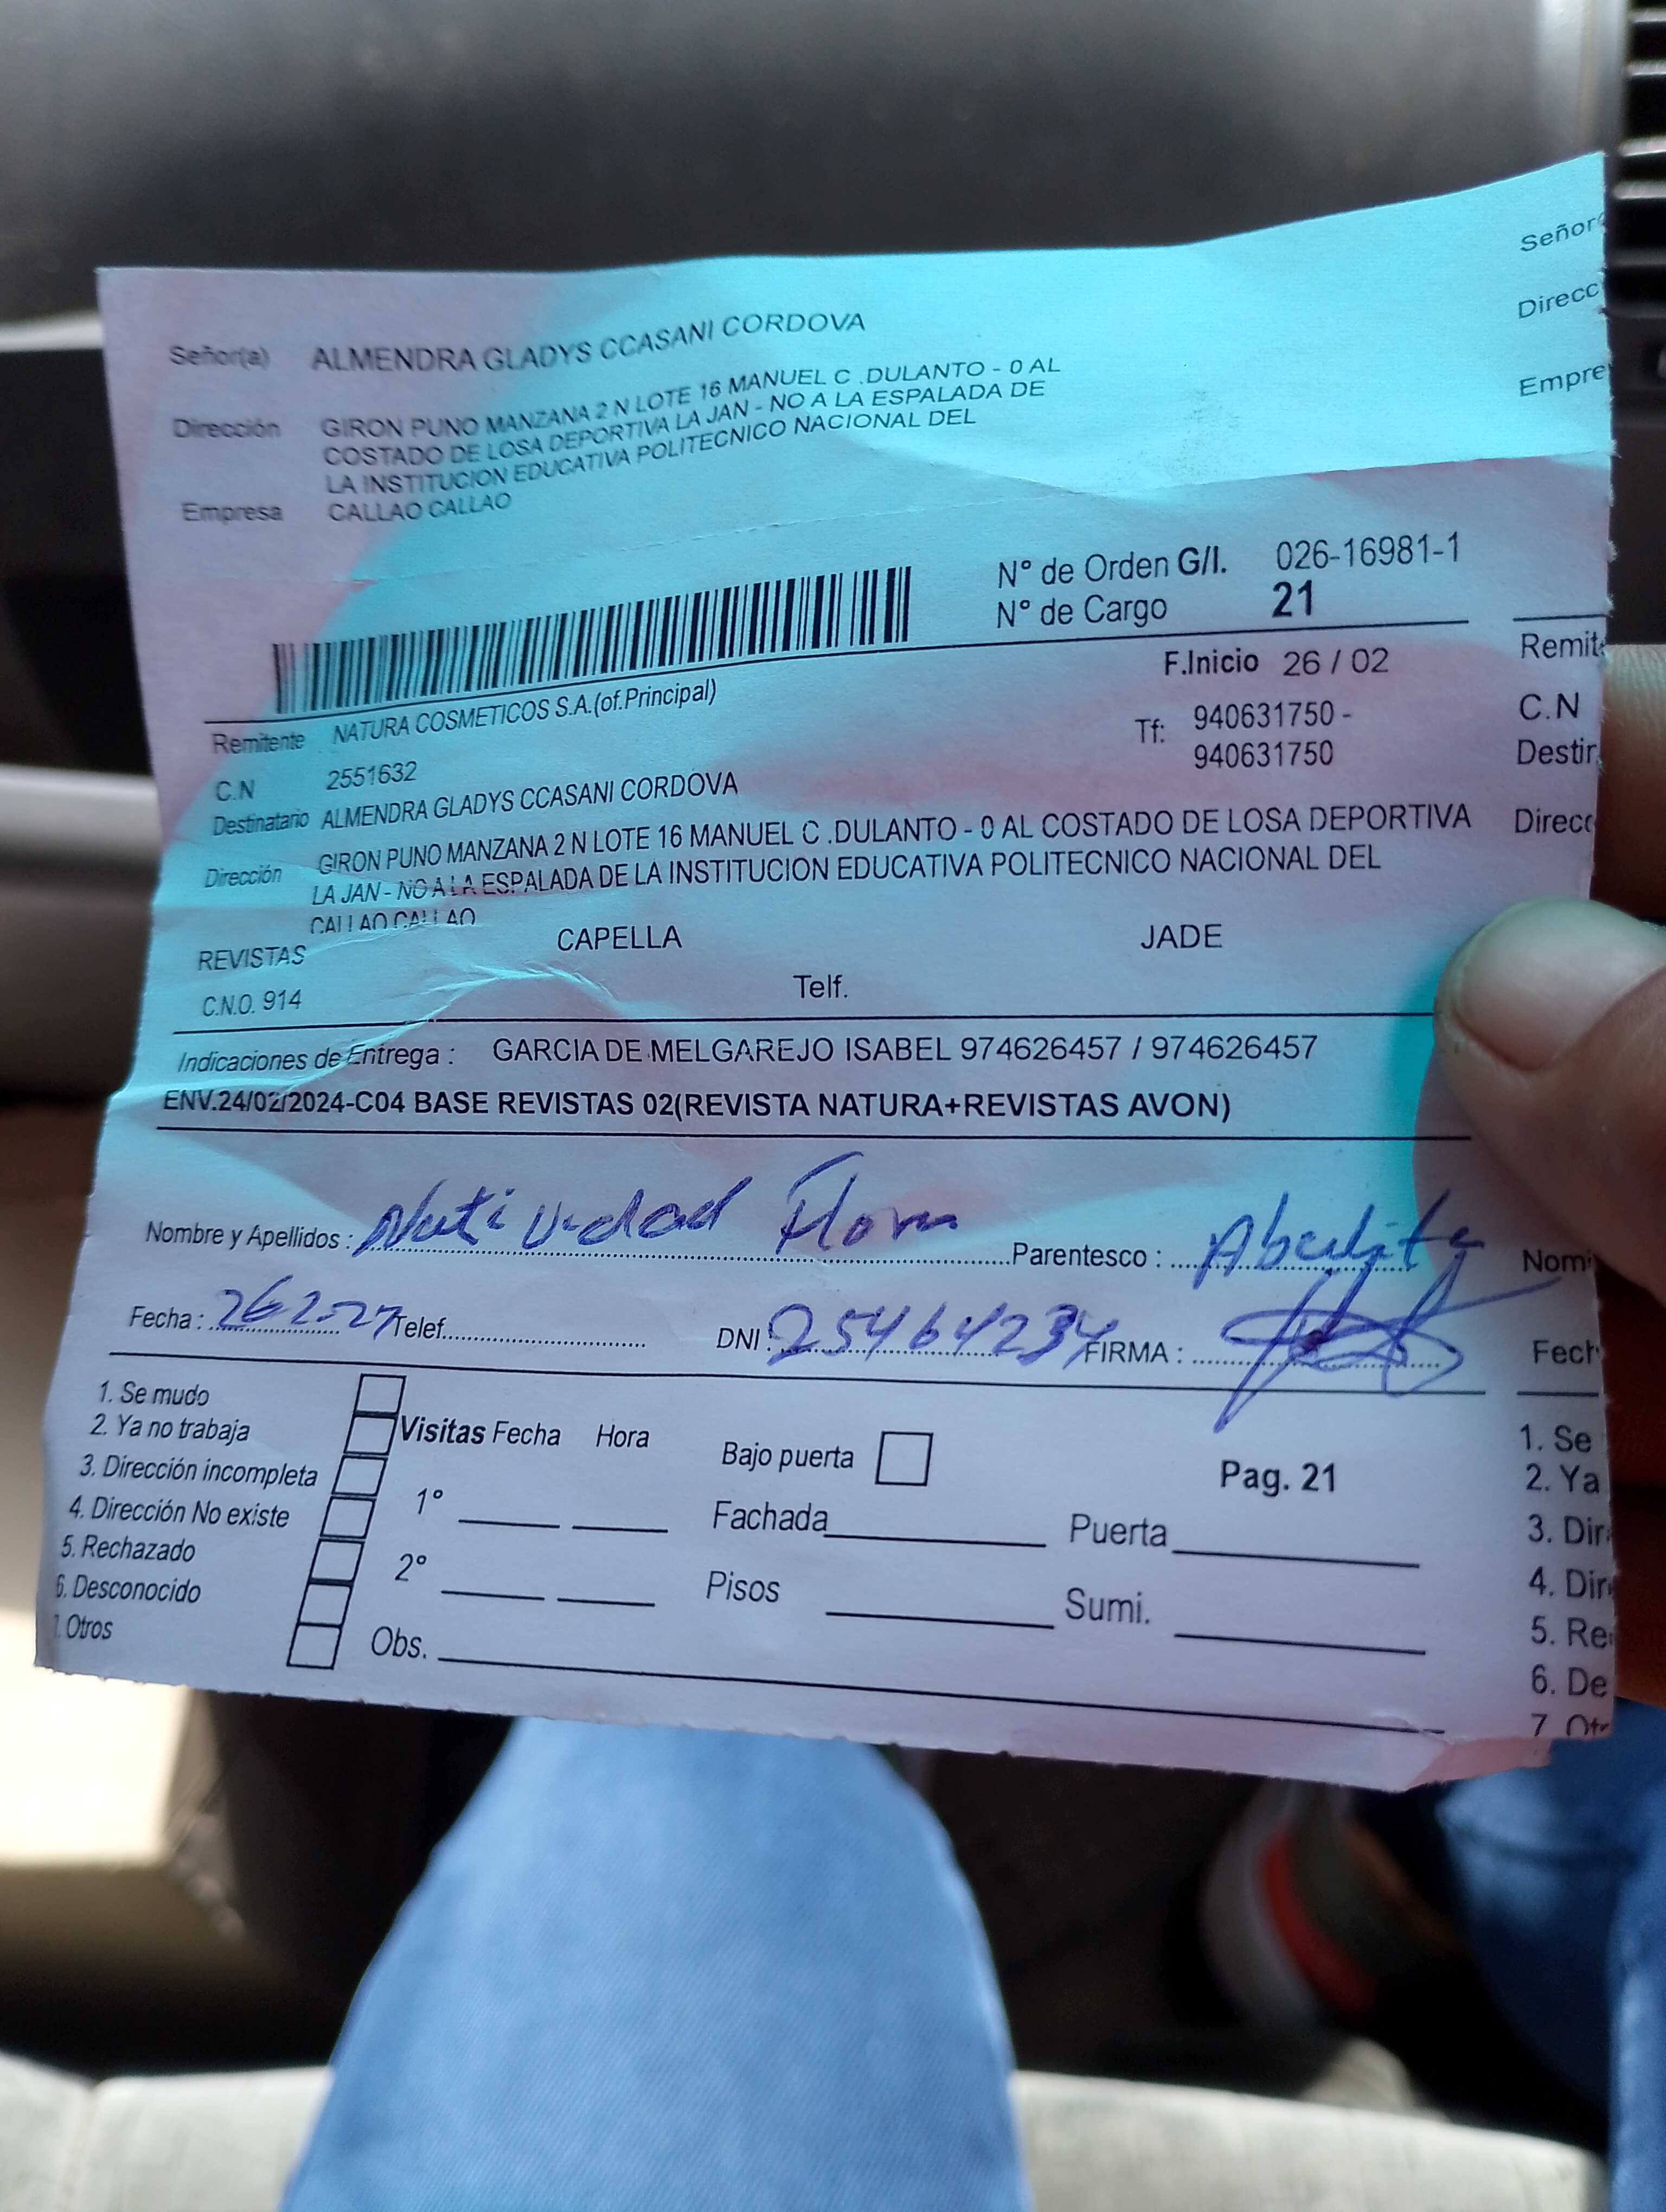 Señor(a) ALMENDRA GLADYS CCASANI CORDOVA
Dirección GIRON PUNO MANZANA 2 N LOTE 16 MANUEL C .DULANTO - 0 AL
COSTADO DE LOSA DEPORTIVA LA JAN - NO A LA ESPALADA DE
LA INSTITUCION EDUCATIVA POLITECNICO NACIONAL DEL
Empresa CALLAO CALLAO
Nº de Orden G/I. 026-16981-1
Nº de Cargo 21
F.Inicio 26 / 02
Remitente NATURA COSMETICOS S.A.(of.Principal)
Tf: 940631750 -
940631750
C.N 2551632
Destinatario ALMENDRA GLADYS CCASANI CORDOVA
Dirección GIRON PUNO MANZANA 2 N LOTE 16 MANUEL C .DULANTO - 0 AL COSTADO DE LOSA DEPORTIVA
LA JAN - NO A LA ESPALADA DE LA INSTITUCION EDUCATIVA POLITECNICO NACIONAL DEL
CALLAO CALLAO
REVISTAS CAPELLA JADE
C.N.O. 914 Telf.
Indicaciones de Entrega : GARCIA DE MELGAREJO ISABEL 974626457 / 974626457
ENV.24/02/2024-C04 BASE REVISTAS 02(REVISTA NATURA+REVISTAS AVON)
Nombre y Apellidos : Natividad Parentesco : Abuelita
Fecha : Telef. DNI : 25464234 FIRMA :
1. Se mudo
2. Ya no trabaja
3. Dirección incompleta
4. Dirección No existe
5. Rechazado
6. Desconocido
7. Otros
Visitas Fecha Hora
1º
2º
Obs.
Bajo puerta
Fachada
Pisos
Pag. 21
Puerta
Sumi.
Señor
Direcc
Empre
Remit
C.N
Destin
Direcc
Nom
Fech
1. Se
2. Ya
3. Dir
4. Dir
5. Re
6. De
7. Otr